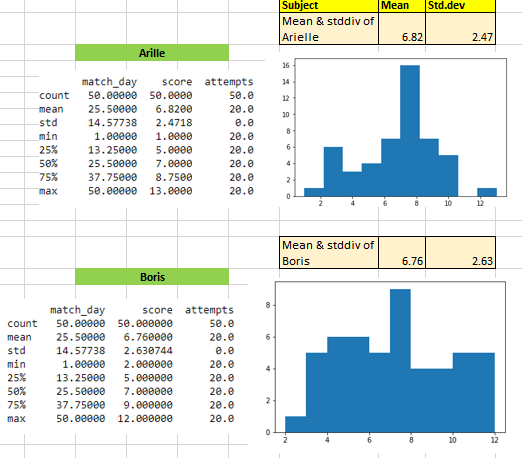 Subject Mean Std.dev
Mean & stddiv of
Arielle 6.82 2.47
Arille
match_day score attempts
count 50.00000 50.0000 50.0
mean 25.50000 6.8200 20.0
std 14.57738 2.4718 0.0
min 1.00000 1.0000 20.0
25% 13.25000 5.0000 20.0
50% 25.50000 7.0000 20.0
75% 37.75000 8.7500 20.0
max 50.00000 13.0000 20.0
16
14
12
10
8
6
4
2
0
2 4 6 8 10 12
Mean & stddiv of
Boris 6.76 2.63
Boris
match_day score attempts
count 50.00000 50.000000 50.0
mean 25.50000 6.760000 20.0
std 14.57738 2.630744 0.0
min 1.00000 2.000000 20.0
25% 13.25000 5.000000 20.0
50% 25.50000 7.000000 20.0
75% 37.75000 9.000000 20.0
max 50.00000 12.000000 20.0
8
6
4
2
0
2 4 6 8 10 12